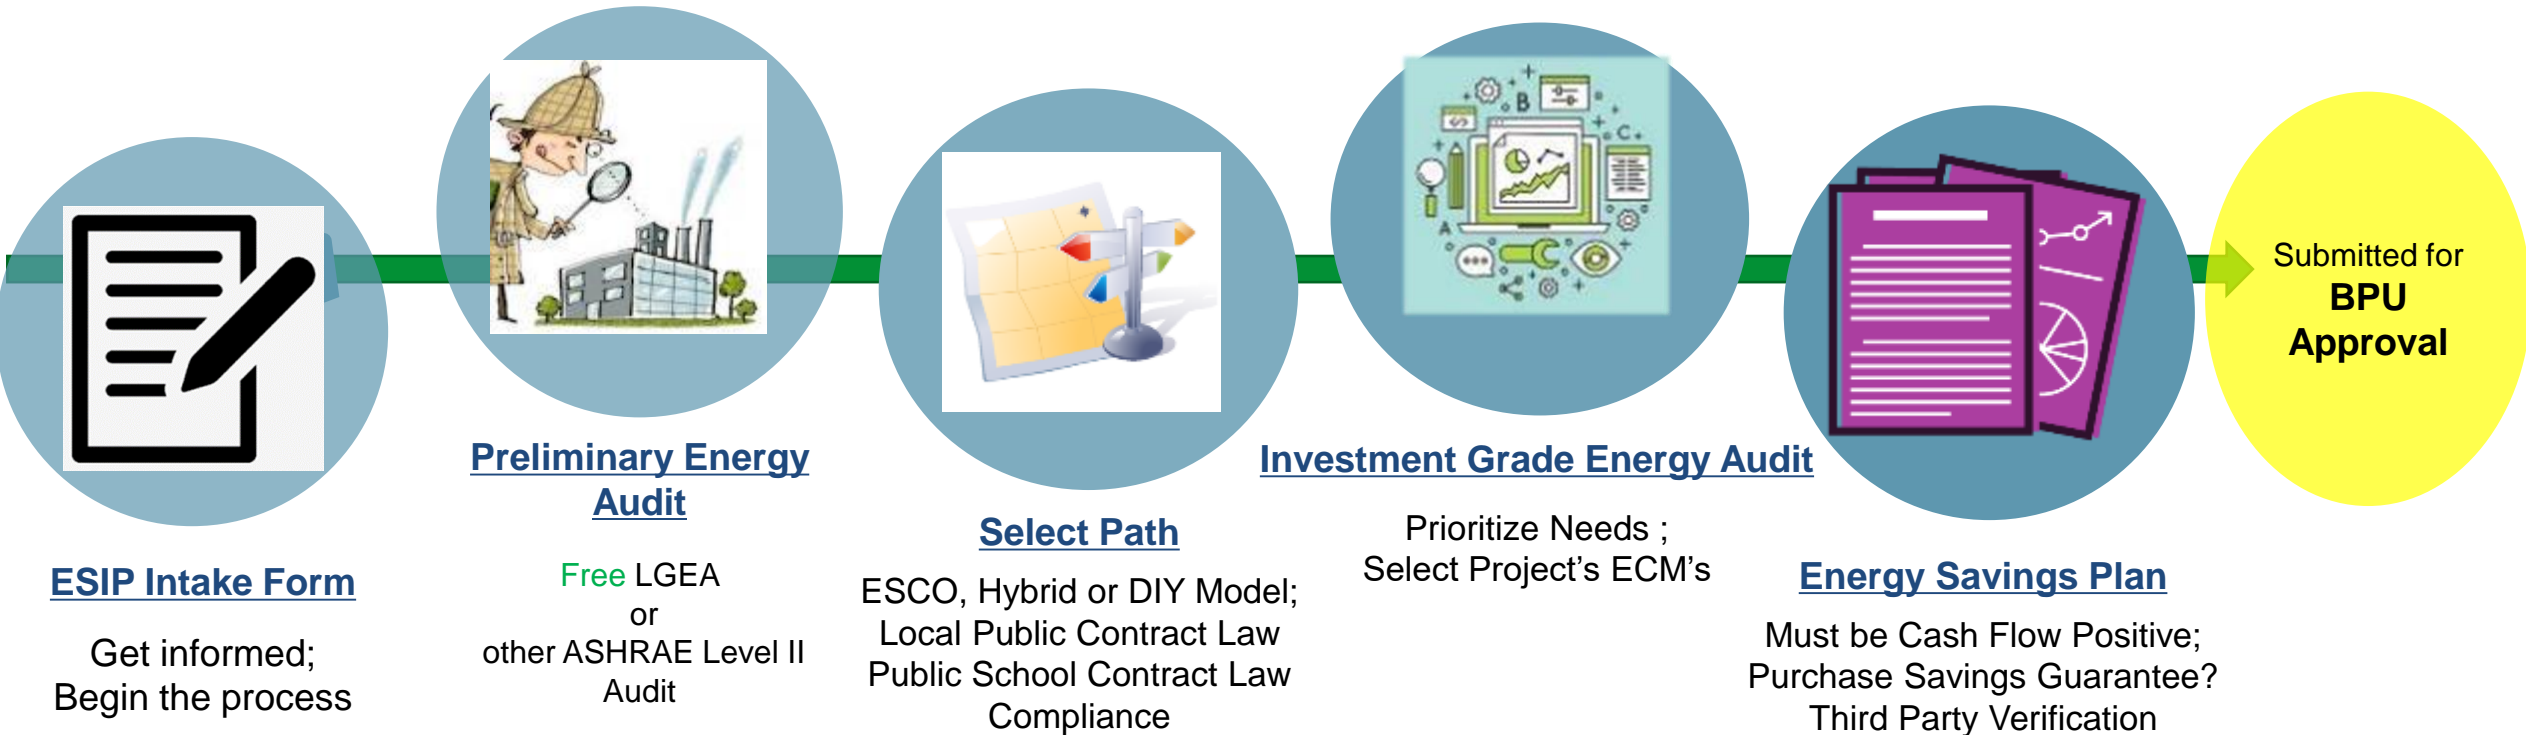 ESIP Intake Form
Get informed;
Begin the process
Preliminary Energy
Audit
Free LGEA
or
other ASHRAE Level II
Audit
Select Path
ESCO, Hybrid or DIY Model;
Local Public Contract Law
Public School Contract Law
Compliance
B
C
A
Investment Grade Energy Audit
Prioritize Needs ;
Select Project's ECM's
Energy Savings Plan
Must be Cash Flow Positive;
Purchase Savings Guarantee?
Third Party Verification
Submitted for
BPU
Approval